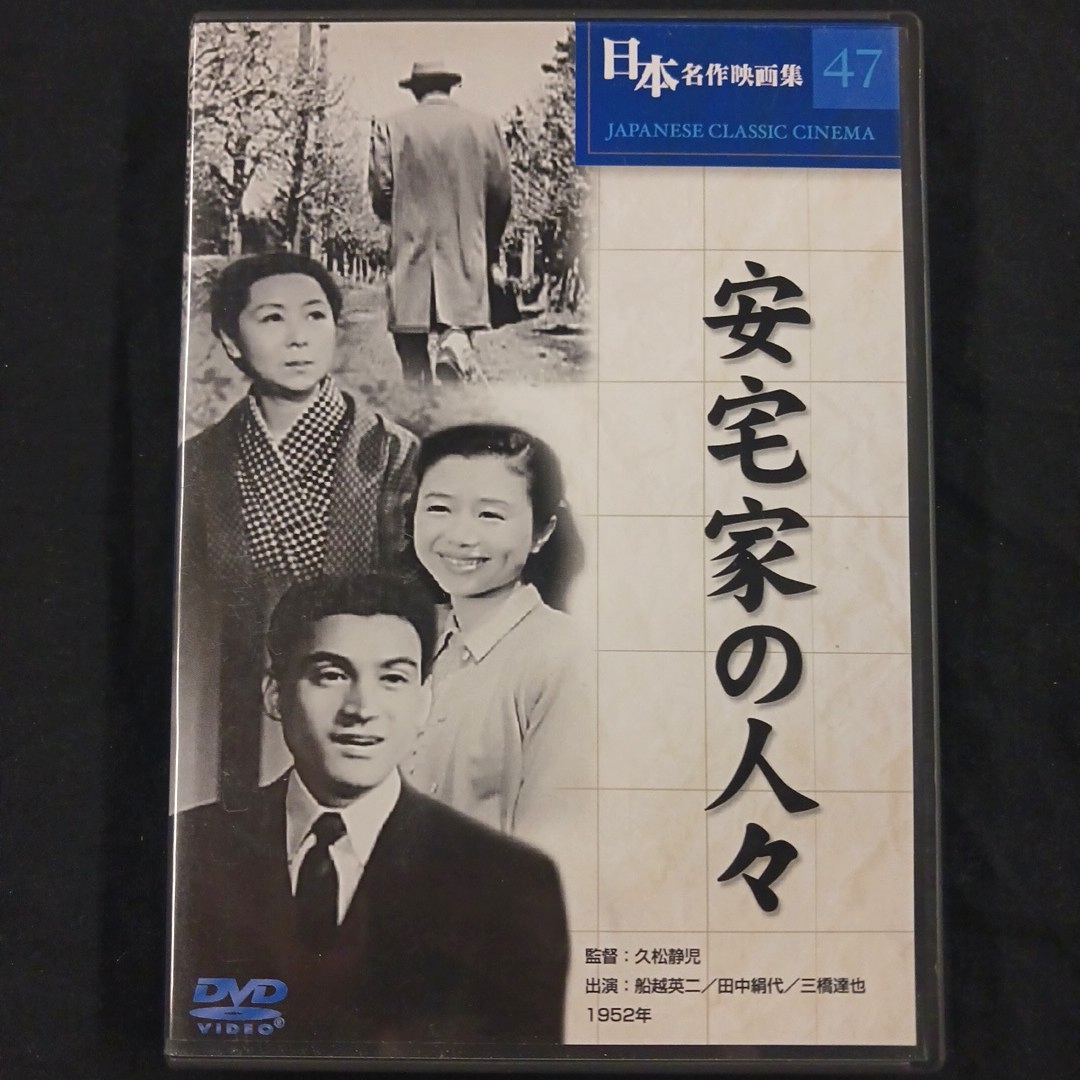 日本名作映画集 47
JAPANESE CLASSIC CINEMA
安宅家の人々
監督：久松静児
出演：船越英二／田中絹代／三橋達也
1952年
DVD
VIDEO®